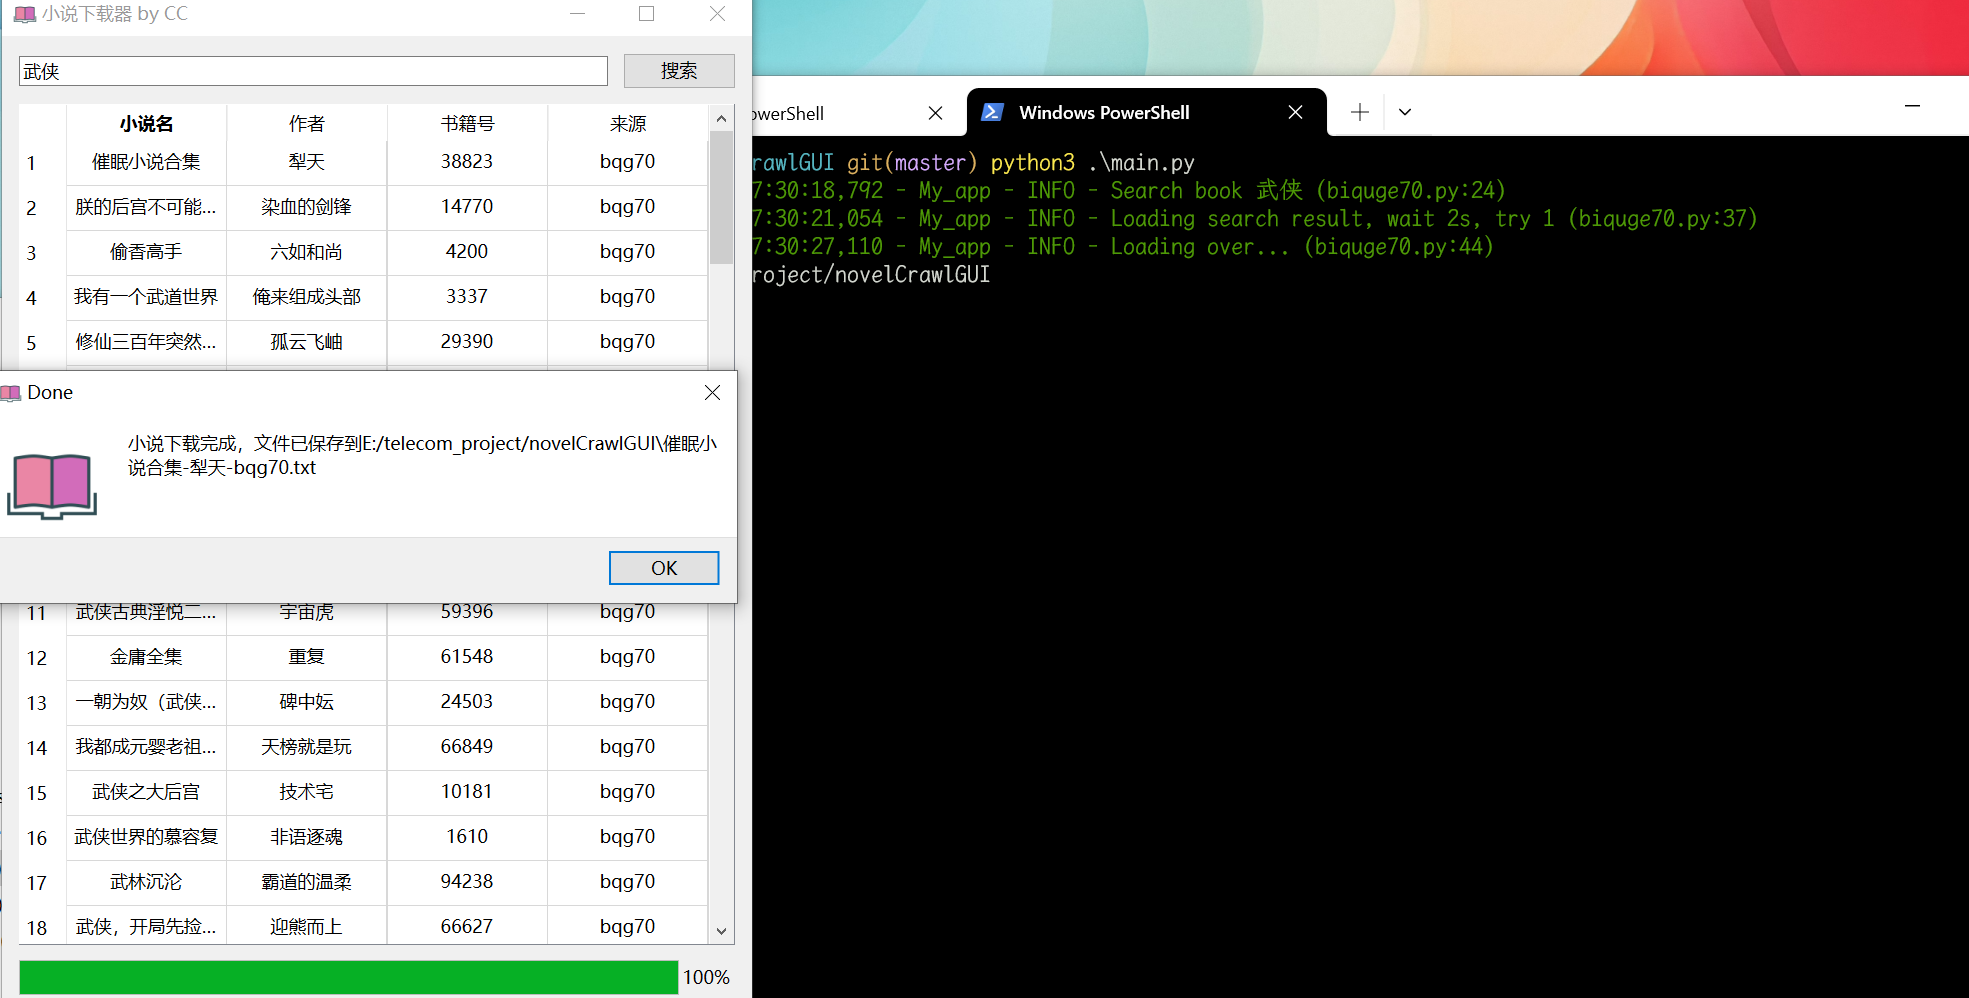 小说下载器 by CC
武侠
搜索
小说名 作者 书籍号 来源
1 催眠小说合集 犁天 38823 bqg70
2 朕的后宫不可能... 染血的剑锋 14770 bqg70
3 偷香高手 六如和尚 4200 bqg70
4 我有一个武道世界 俺来组成头部 3337 bqg70
5 修仙三百年突然... 孤云飞岫 29390 bqg70
Done
小说下载完成，文件已保存到E:/telecom_project/novelCrawlGUI\催眠小
说合集-犁天-bqg70.txt
OK
11 武侠古典淫悦二... 宇宙虎 59396 bqg70
12 金庸全集 重复 61548 bqg70
13 一朝为奴（武侠... 碑中妘 24503 bqg70
14 我都成元婴老祖... 天榜就是玩 66849 bqg70
15 武侠之大后宫 技术宅 10181 bqg70
16 武侠世界的慕容复 非语逐魂 1610 bqg70
17 武林沉沦 霸道的温柔 94238 bqg70
18 武侠，开局先捡... 迎熊而上 66627 bqg70
100%
owerShell
Windows PowerShell
rawlGUI git(master) python3 .\main.py
7:30:18,792 - My_app - INFO - Search book 武侠 (biquge70.py:24)
7:30:21,054 - My_app - INFO - Loading search result, wait 2s, try 1 (biquge70.py:37)
7:30:27,110 - My_app - INFO - Loading over... (biquge70.py:44)
roject/novelCrawlGUI